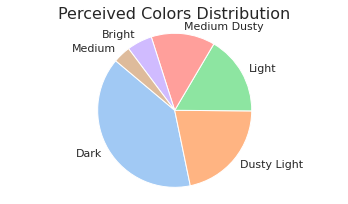 Perceived Colors Distribution
Medium Dusty
Bright
Medium
Light
Dark
Dusty Light